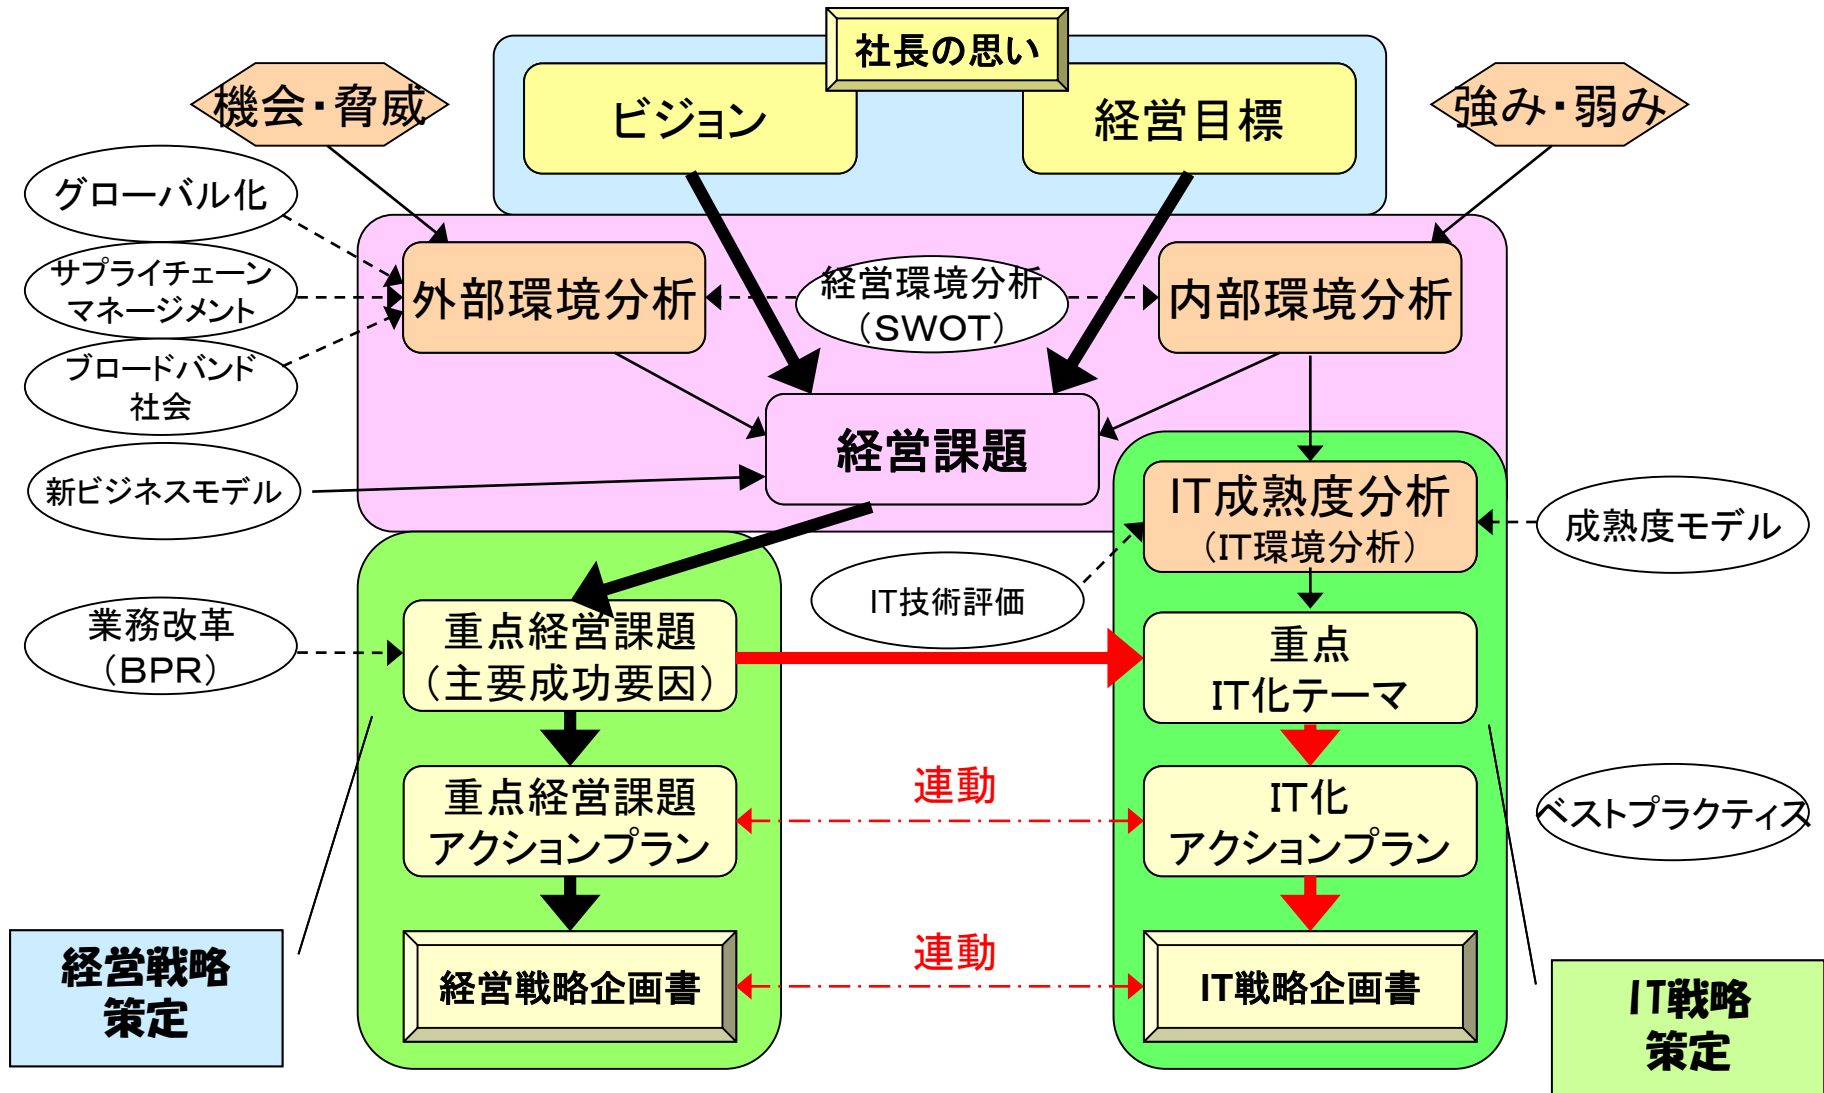 社長の思い
機会・脅威
ビジョン
経営目標
強み・弱み
グローバル化
サプライチェーン
マネージメント
ブロードバンド
社会
新ビジネスモデル
外部環境分析
経営環境分析
（SWOT）
内部環境分析
経営課題
IT成熟度分析
（IT環境分析）
成熟度モデル
IT技術評価
業務改革
（BPR）
重点経営課題
（主要成功要因）
重点
IT化テーマ
重点経営課題
アクションプラン
連動
IT化
アクションプラン
ベストプラクティス
経営戦略
策定
経営戦略企画書
連動
IT戦略企画書
IT戦略
策定